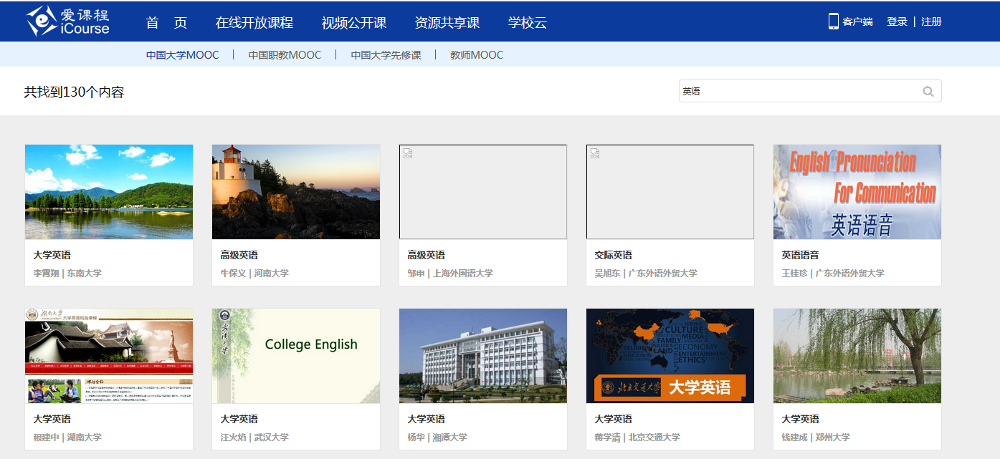 爱课程
iCourse
首 页 在线开放课程 视频公开课 资源共享课 学校云
客户端 登录 | 注册
中国大学MOOC | 中国职教MOOC | 中国大学先修课 | 教师MOOC
共找到130个内容
英语
English Pronunciation
For Communication
英语语音
大学英语
李霄翔 | 东南大学
高级英语
牛保义 | 河南大学
高级英语
邹申 | 上海外国语大学
交际英语
吴旭东 | 广东外语外贸大学
英语语音
王桂珍 | 广东外语外贸大学
湖南大学
大学英语精品课程
武汉大学
College English
CULTURE
MEDIA
FAMILY
RELIGION
LAND
ECONOMY
EDUCATION
ENTERTAINMENT
PEOPLE
ETHICS
北京交通大学
大学英语
大学英语
湖南大学
大学英语
汪火焰 | 武汉大学
大学英语
杨华 | 湘潭大学
大学英语
蒋学清 | 北京交通大学
大学英语
钱建成 | 郑州大学